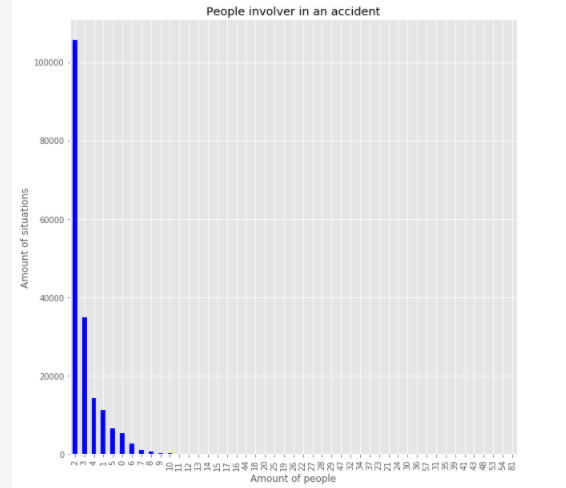 People involver in an accident
100000
80000
60000
40000
20000
0
Amount of situations
2 3 4 1 5 0 6 7 8 9 10 11 12 13 14 15 17 16 44 18 20 25 19 26 22 27 28 29 47 32 34 37 23 21 24 30 36 57 31 35 39 41 43 48 53 54 81
Amount of people